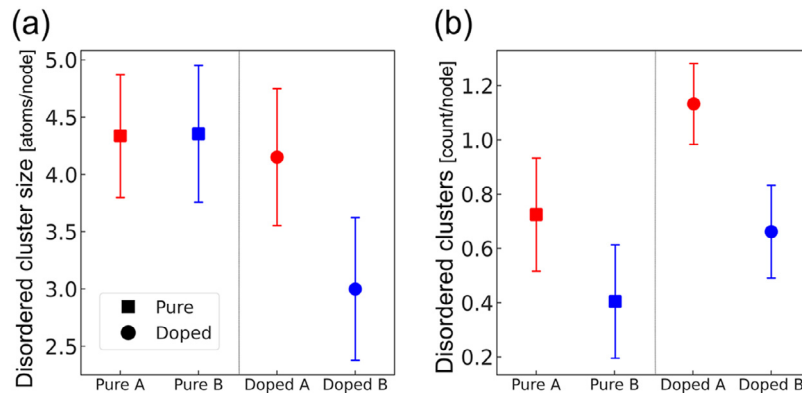 (a)
Disordered cluster size [atoms/node]
5.0
4.5
4.0
3.5
3.0
2.5
Pure
Doped
Pure A Pure B Doped A Doped B
(b)
Disordered clusters [count/node]
1.2
1.0
0.8
0.6
0.4
0.2
Pure A Pure B Doped A Doped B